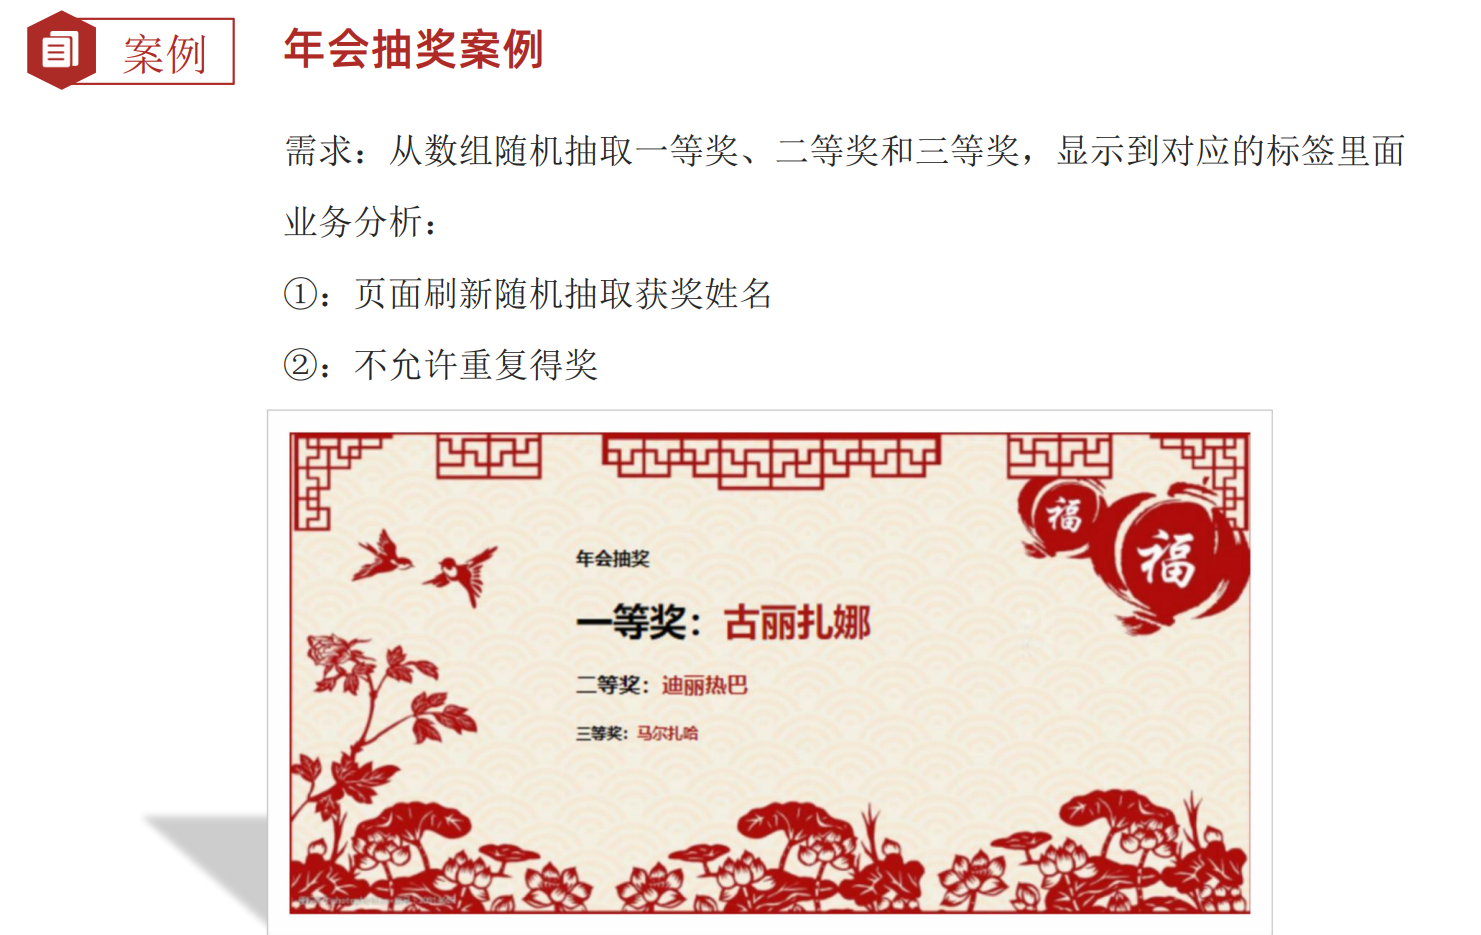 案例
年会抽奖案例
需求：从数组随机抽取一等奖、二等奖和三等奖，显示到对应的标签里面
业务分析：
①：页面刷新随机抽取获奖姓名
②：不允许重复得奖
福
福
年会抽奖
一等奖：古丽扎娜
二等奖：迪丽热巴
三等奖：马尔扎哈